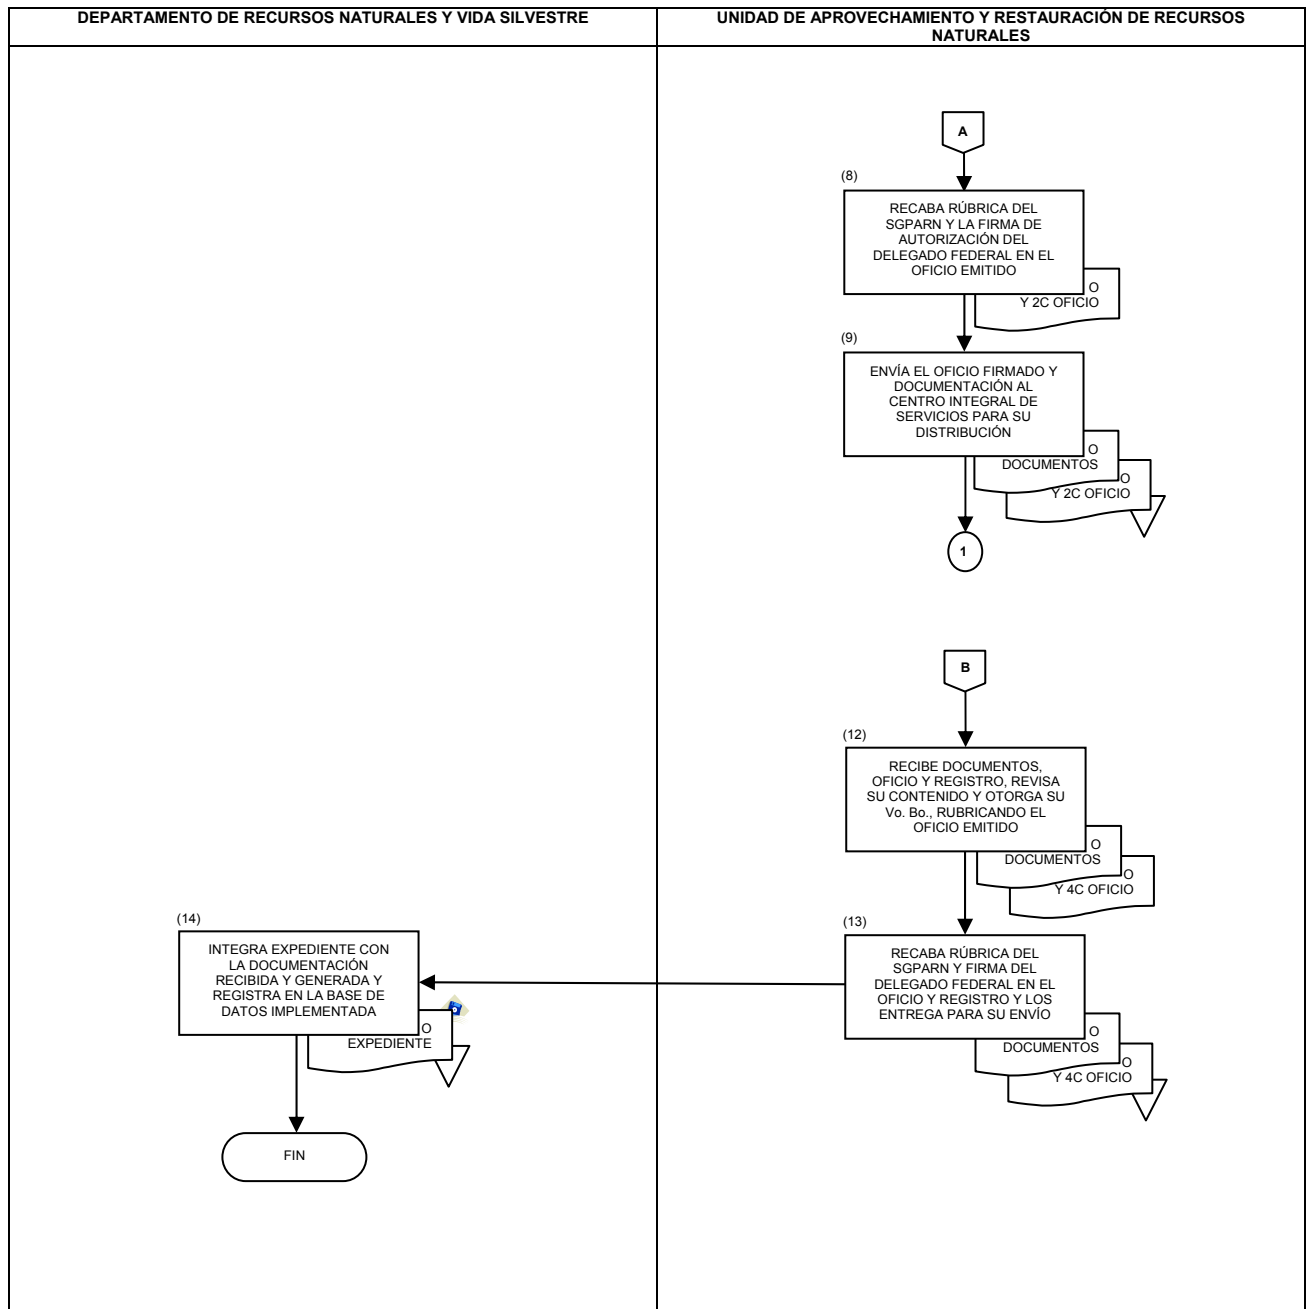 DEPARTAMENTO DE RECURSOS NATURALES Y VIDA SILVESTRE
UNIDAD DE APROVECHAMIENTO Y RESTAURACIÓN DE RECURSOS
NATURALES
A
(8)
RECABA RÚBRICA DEL
SGPARN Y LA FIRMA DE
AUTORIZACIÓN DEL
DELEGADO FEDERAL EN EL
OFICIO EMITIDO
O
Y 2C OFICIO
(9)
ENVÍA EL OFICIO FIRMADO Y
DOCUMENTACIÓN AL
CENTRO INTEGRAL DE
SERVICIOS PARA SU
DISTRIBUCIÓN
O
DOCUMENTOS
O
Y 2C OFICIO
1
B
(12)
RECIBE DOCUMENTOS,
OFICIO Y REGISTRO, REVISA
SU CONTENIDO Y OTORGA SU
Vo. Bo., RUBRICANDO EL
OFICIO EMITIDO
O
DOCUMENTOS
O
Y 4C OFICIO
(13)
RECABA RÚBRICA DEL
SGPARN Y FIRMA DEL
DELEGADO FEDERAL EN EL
OFICIO Y REGISTRO Y LOS
ENTREGA PARA SU ENVÍO
O
DOCUMENTOS
O
Y 4C OFICIO
(14)
INTEGRA EXPEDIENTE CON
LA DOCUMENTACIÓN
RECIBIDA Y GENERADA Y
REGISTRA EN LA BASE DE
DATOS IMPLEMENTADA
O
EXPEDIENTE
FIN